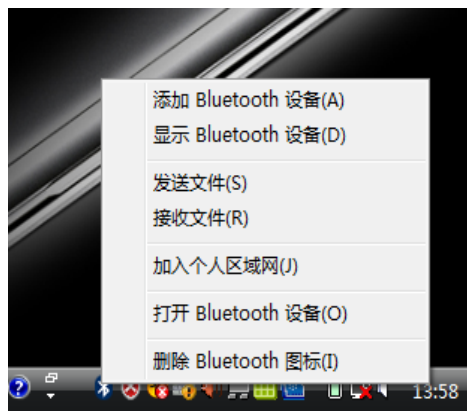 添加 Bluetooth 设备(A)
显示 Bluetooth 设备(D)
发送文件(S)
接收文件(R)
加入个人区域网(J)
打开 Bluetooth 设备(O)
删除 Bluetooth 图标(I)
13:58